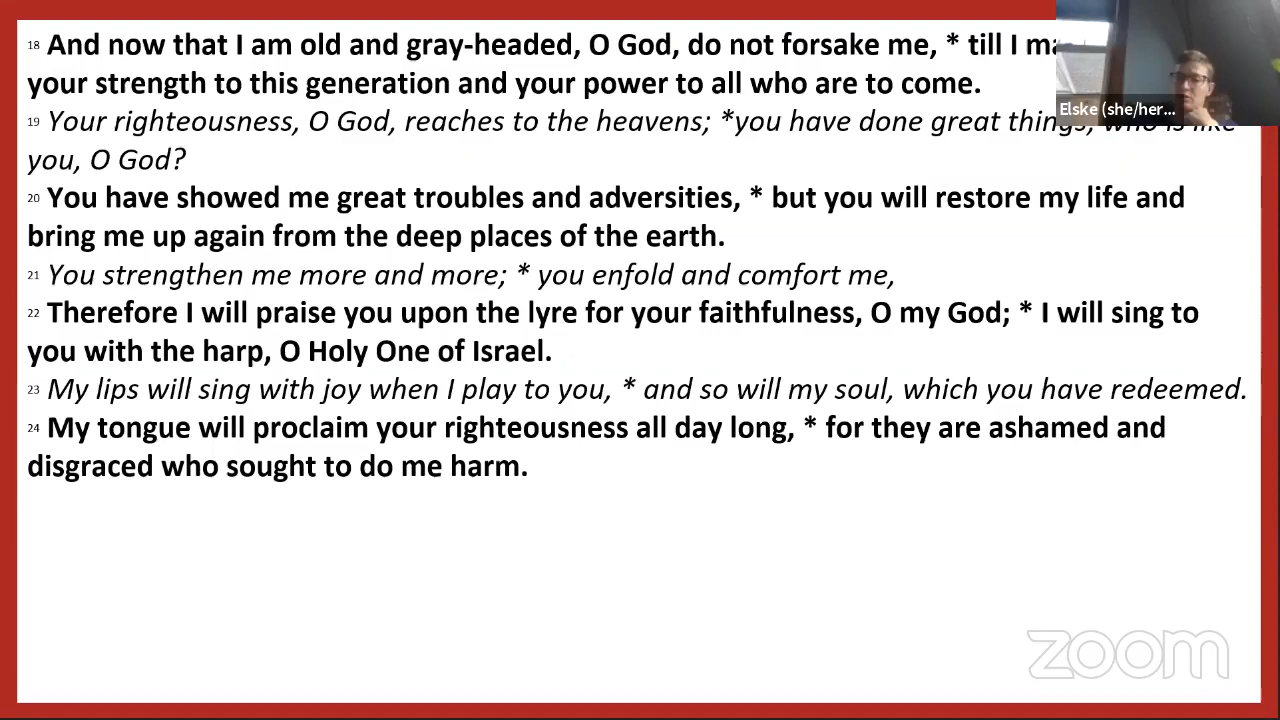 18 And now that I am old and gray-headed, O God, do not forsake me, * till I
your strength to this generation and your power to all who are to come.
19 Your righteousness, O God, reaches to the heavens; *you have done great things, who is like
you, O God?
20 You have showed me great troubles and adversities, * but you will restore my life and
bring me up again from the deep places of the earth.
21 You strengthen me more and more; * you enfold and comfort me,
22 Therefore I will praise you upon the lyre for your faithfulness, O my God; * I will sing to
you with the harp, O Holy One of Israel.
23 My lips will sing with joy when I play to you, * and so will my soul, which you have redeemed.
24 My tongue will proclaim your righteousness all day long, * for they are ashamed and
disgraced who sought to do me harm.
Elske (she/her...
zoom